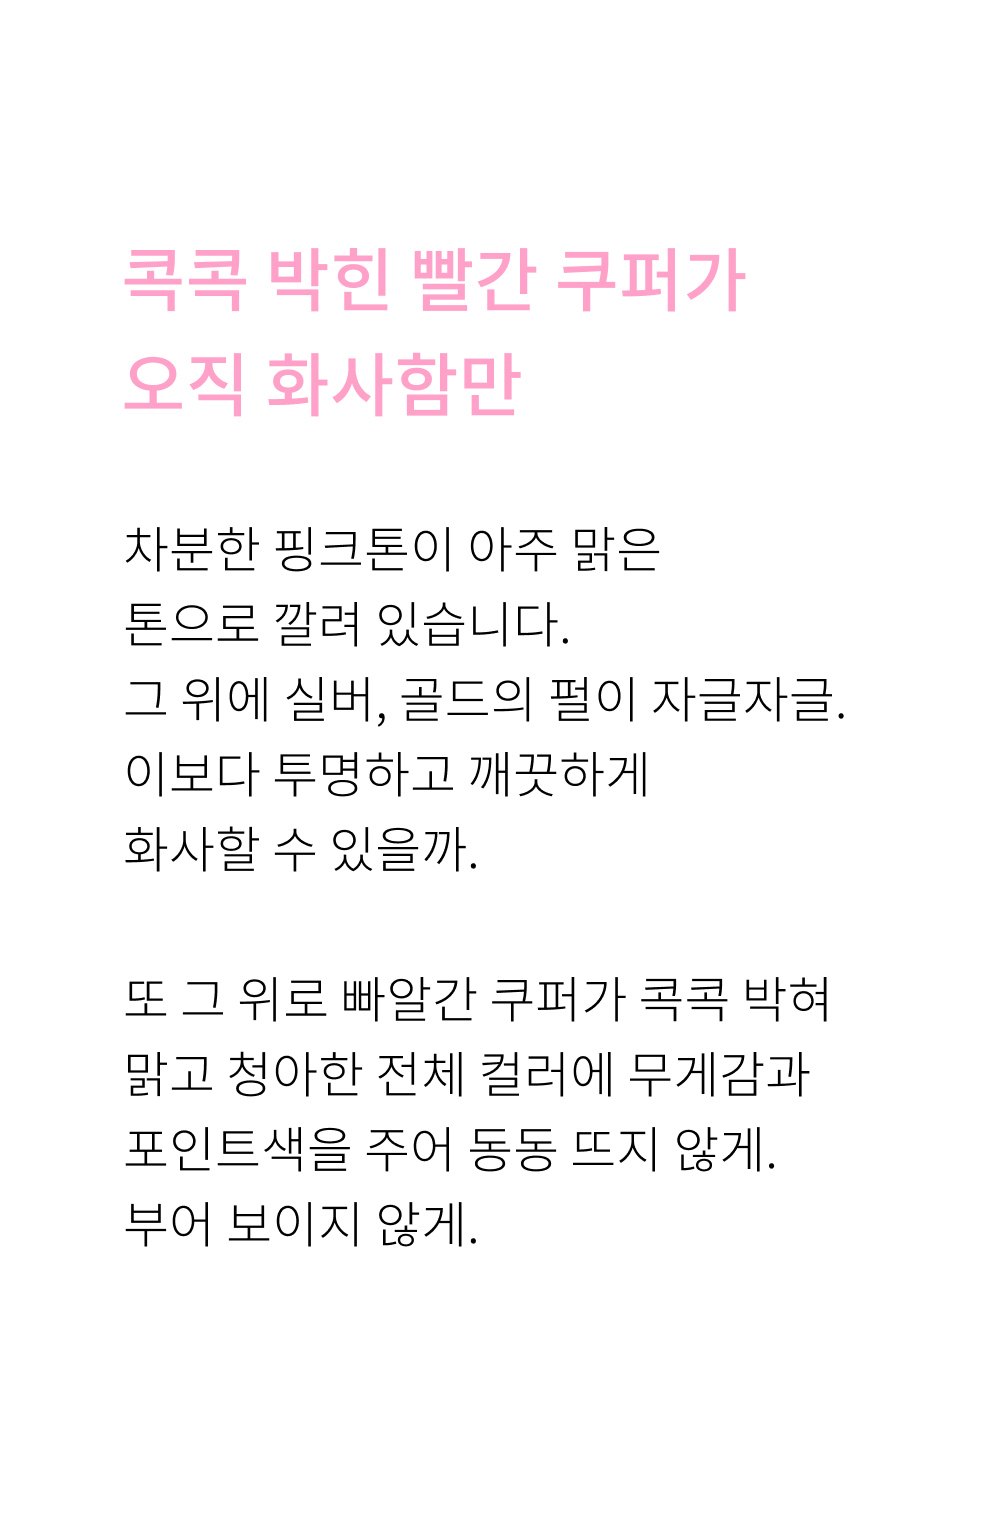 콕콕 박힌 빨간 쿠퍼가
오직 화사함만
차분한 핑크톤이 아주 맑은
톤으로 깔려 있습니다.
그 위에 실버, 골드의 펄이 자글자글.
이보다 투명하고 깨끗하게
화사할 수 있을까.
또 그 위로 빠알간 쿠퍼가 콕콕 박혀
맑고 청아한 전체 컬러에 무게감과
포인트색을 주어 동동 뜨지 않게.
부어 보이지 않게.